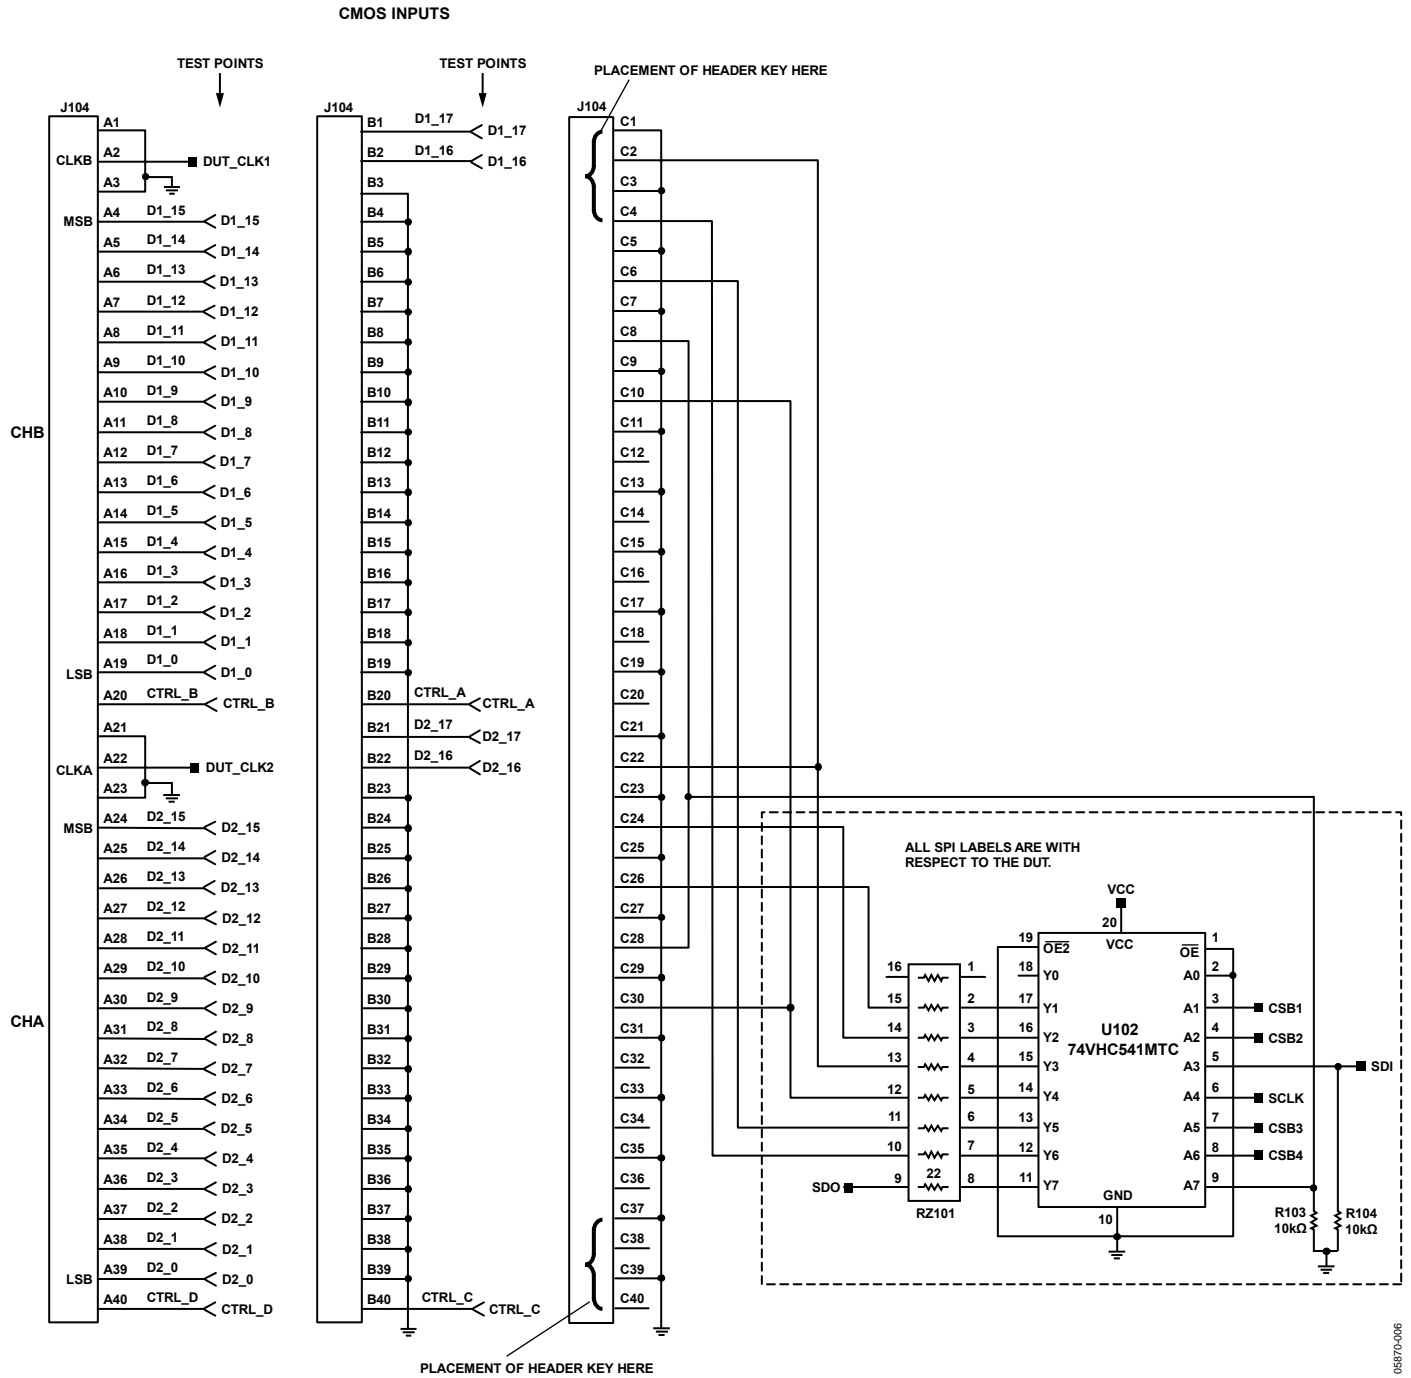 CMOS INPUTS
TEST POINTS
TEST POINTS
PLACEMENT OF HEADER KEY HERE
J104
A1
CLKB A2 DUT_CLK1
A3
MSB A4 D1_15 D1_15
A5 D1_14 D1_14
A6 D1_13 D1_13
A7 D1_12 D1_12
A8 D1_11 D1_11
A9 D1_10 D1_10
A10 D1_9 D1_9
CHB A11 D1_8 D1_8
A12 D1_7 D1_7
A13 D1_6 D1_6
A14 D1_5 D1_5
A15 D1_4 D1_4
A16 D1_3 D1_3
A17 D1_2 D1_2
A18 D1_1 D1_1
LSB A19 D1_0 D1_0
A20 CTRL_B CTRL_B
A21
CLKA A22 DUT_CLK2
A23
MSB A24 D2_15 D2_15
A25 D2_14 D2_14
A26 D2_13 D2_13
A27 D2_12 D2_12
A28 D2_11 D2_11
A29 D2_10 D2_10
A30 D2_9 D2_9
CHA A31 D2_8 D2_8
A32 D2_7 D2_7
A33 D2_6 D2_6
A34 D2_5 D2_5
A35 D2_4 D2_4
A36 D2_3 D2_3
A37 D2_2 D2_2
A38 D2_1 D2_1
LSB A39 D2_0 D2_0
A40 CTRL_D CTRL_D
J104
B1 D1_17 D1_17
B2 D1_16 D1_16
B3
B4
B5
B6
B7
B8
B9
B10
B11
B12
B13
B14
B15
B16
B17
B18
B19
B20 CTRL_A CTRL_A
B21 D2_17 D2_17
B22 D2_16 D2_16
B23
B24
B25
B26
B27
B28
B29
B30
B31
B32
B33
B34
B35
B36
B37
B38
B39
B40 CTRL_C CTRL_C
J104
C1
C2
C3
C4
C5
C6
C7
C8
C9
C10
C11
C12
C13
C14
C15
C16
C17
C18
C19
C20
C21
C22
C23
C24
C25
C26
C27
C28
C29
C30
C31
C32
C33
C34
C35
C36
C37
C38
C39
C40
PLACEMENT OF HEADER KEY HERE
ALL SPI LABELS ARE WITH
RESPECT TO THE DUT.
VCC
20
VCC
19 OE2 OE 1
16 1 18 Y0 A0 2
15 2 17 Y1 A1 3 CSB1
14 3 16 Y2 A2 4 CSB2
U102
74VHC541MTC
13 4 15 Y3 A3 5 SDI
12 5 14 Y4 A4 6 SCLK
11 6 13 Y5 A5 7 CSB3
10 7 12 Y6 A6 8 CSB4
SDO 9 22 8 11 Y7 A7 9
RZ101
GND
10
R103
10kΩ
R104
10kΩ
05870-006